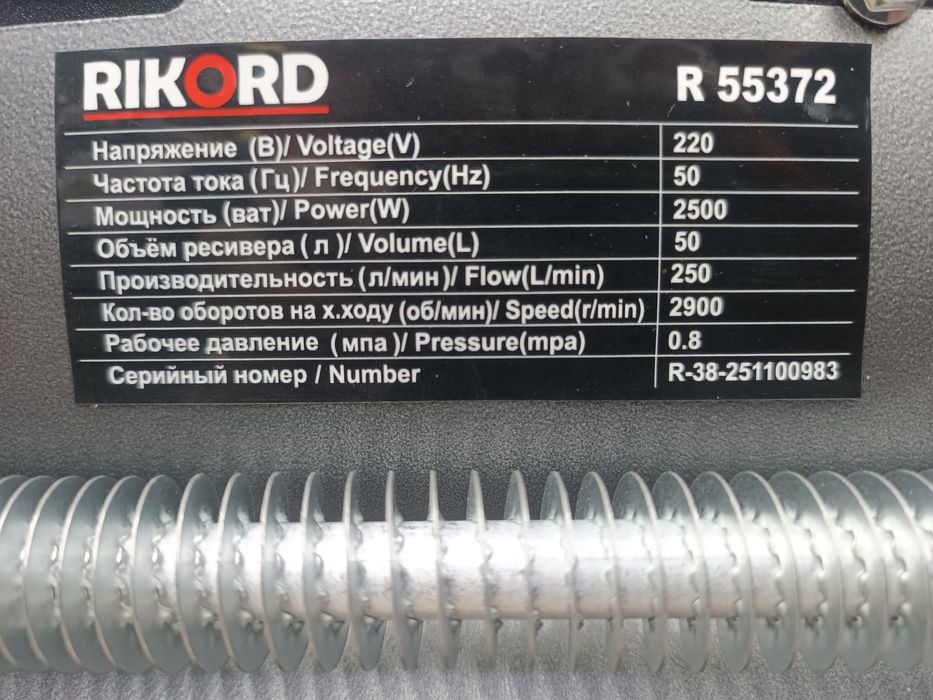 RIKORD R 55372
Напряжение (В)/ Voltage(V) 220
Частота тока (Гц)/ Frequency(Hz) 50
Мощность (ват)/ Power(W) 2500
Объём ресивера ( л )/ Volume(L) 50
Производительность (л/мин)/ Flow(L/min) 250
Кол-во оборотов на х.ходу (об/мин)/ Speed(r/min) 2900
Рабочее давление ( мпа )/ Pressure(mpa) 0.8
Серийный номер / Number R-38-251100983